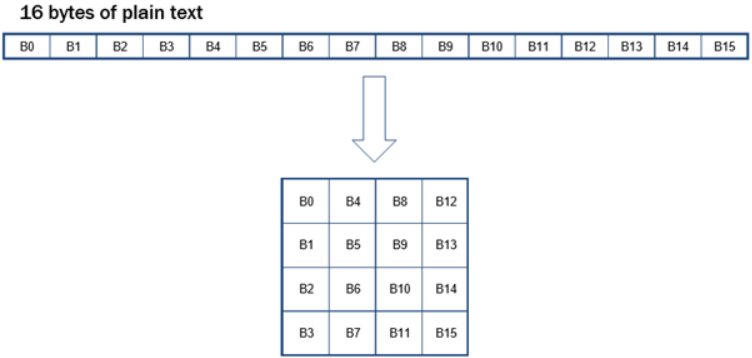 16 bytes of plain text
B0 B1 B2 B3 B4 B5 B6 B7 B8 B9 B10 B11 B12 B13 B14 B15
B0 B4 B8 B12
B1 B5 B9 B13
B2 B6 B10 B14
B3 B7 B11 B15